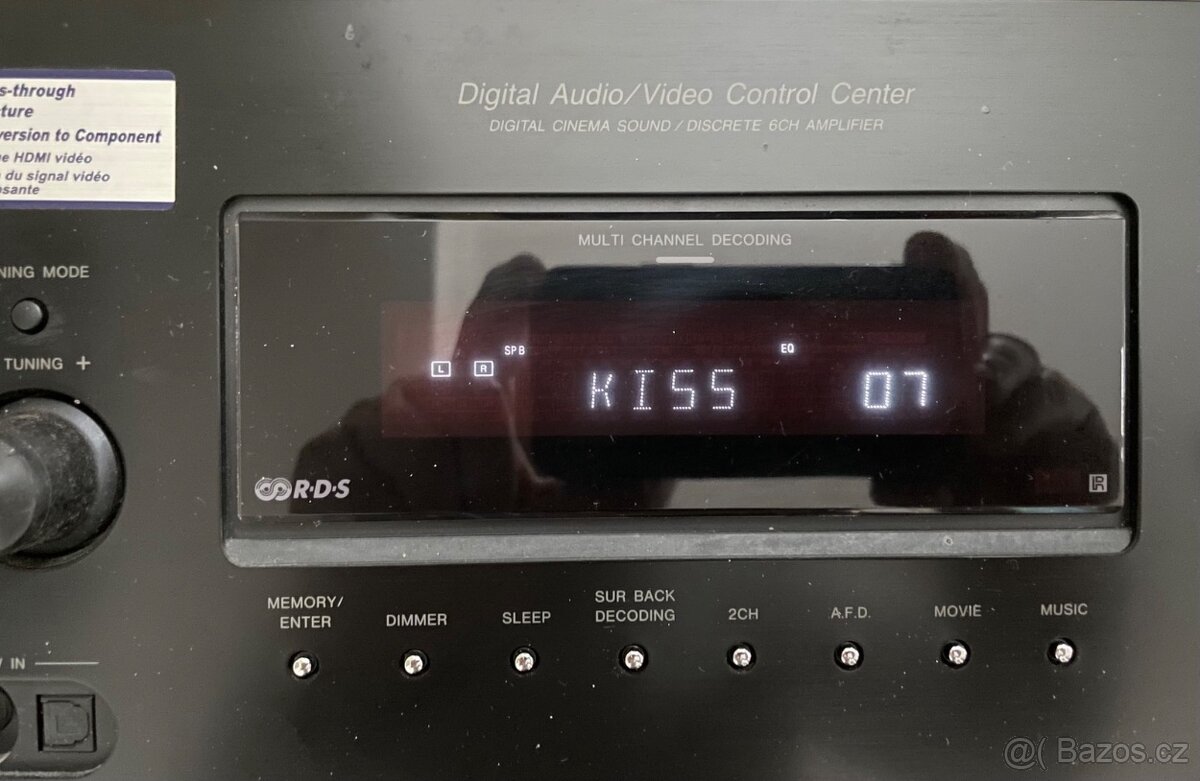 s-through
ture
version to Component
e HDMI vidéo
du signal vidéo
osante
Digital Audio/Video Control Center
DIGITAL CINEMA SOUND / DISCRETE 6CH AMPLIFIER
MULTI CHANNEL DECODING
NING MODE
TUNING +
SP B
EQ
L R
KISS 07
R·D·S
MEMORY/
ENTER
DIMMER
SLEEP
SUR BACK
DECODING
2CH
A.F.D.
MOVIE
MUSIC
/ IN
@( Bazos.cz